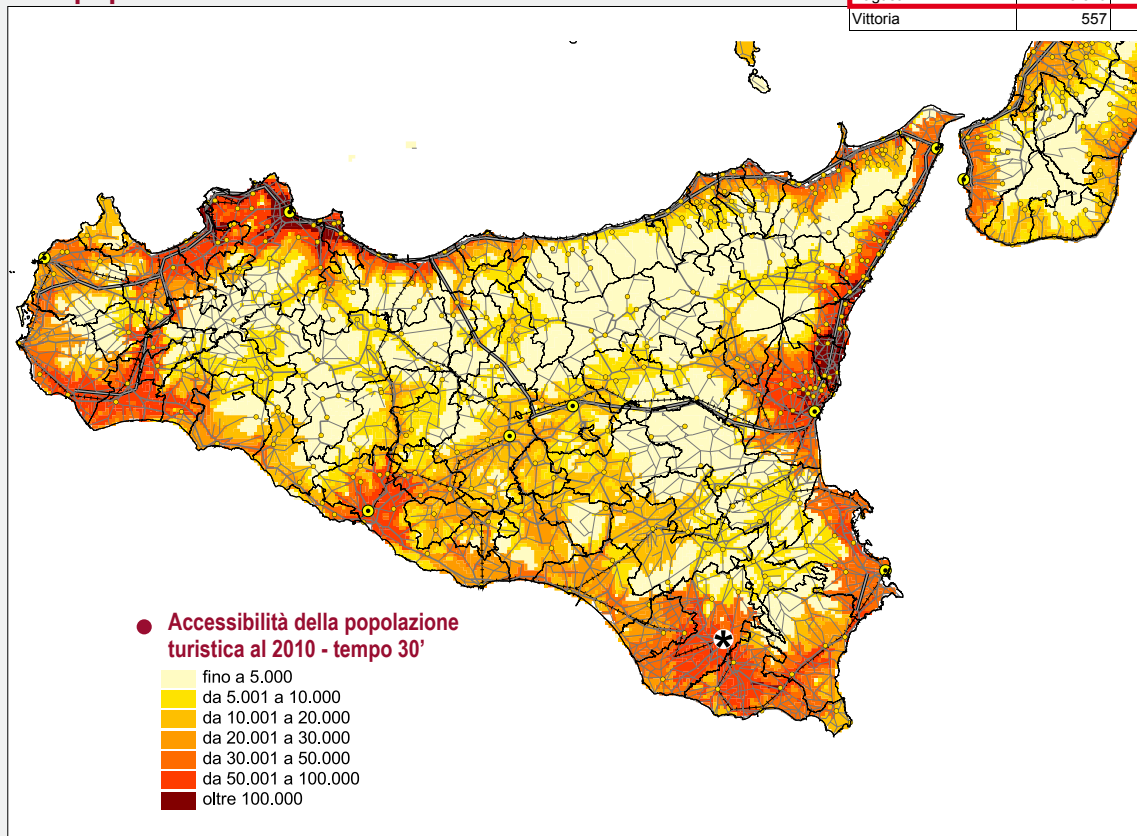 Vittoria 557
Accessibilità della popolazione
turistica al 2010 - tempo 30'
fino a 5.000
da 5.001 a 10.000
da 10.001 a 20.000
da 20.001 a 30.000
da 30.001 a 50.000
da 50.001 a 100.000
oltre 100.000